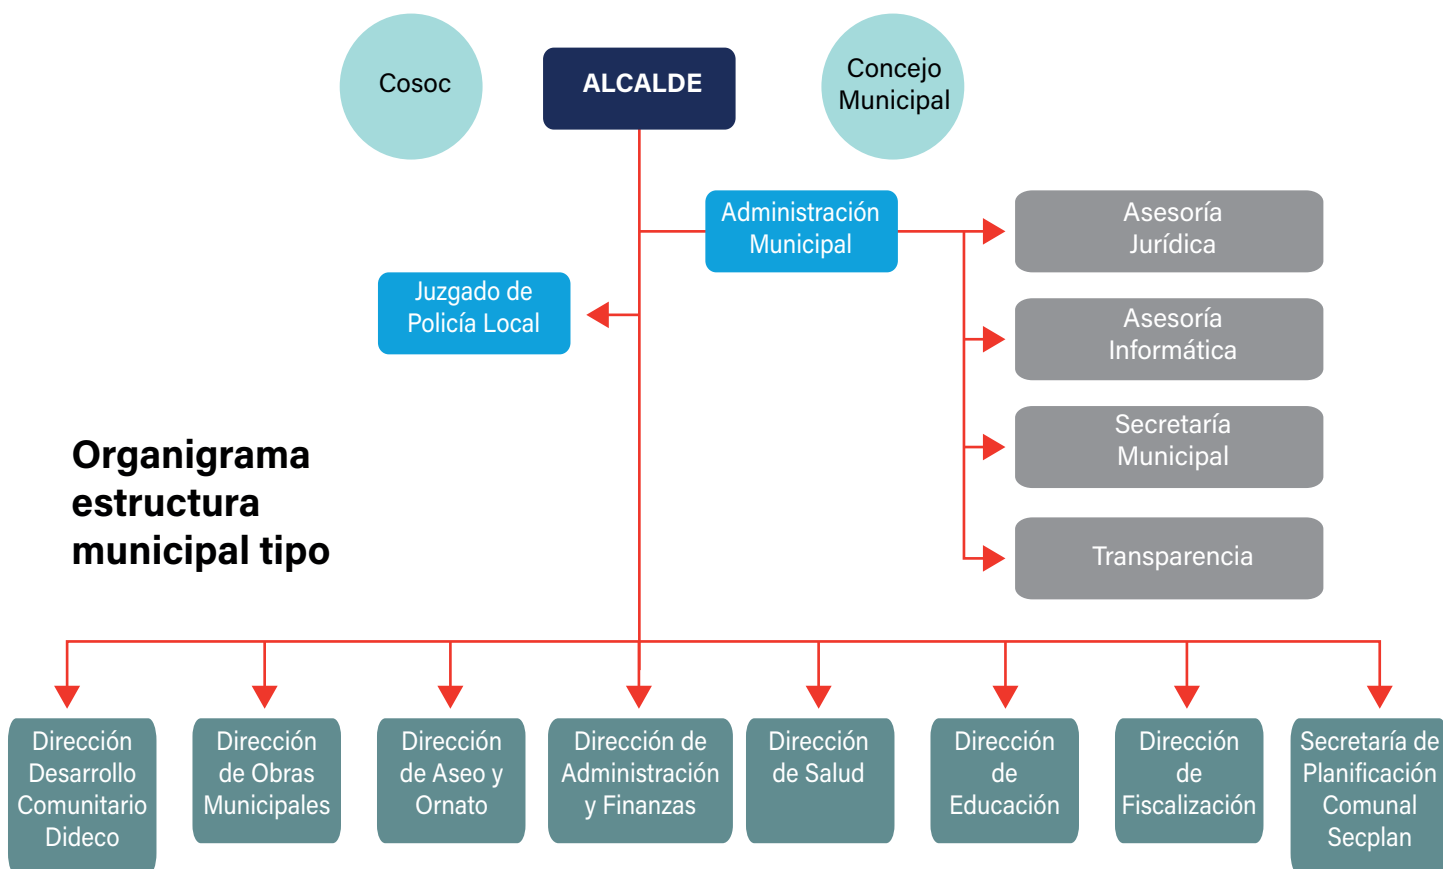 Cosoc
ALCALDE
Concejo
Municipal
Administración
Municipal
Asesoría
Jurídica
Juzgado de
Policía Local
Asesoría
Informática
Secretaría
Municipal
Transparencia
Organigrama
estructura
municipal tipo
Dirección
Desarrollo
Comunitario
Dideco
Dirección
de Obras
Municipales
Dirección
de Aseo y
Ornato
Dirección de
Administración
y Finanzas
Dirección
de Salud
Dirección
de
Educación
Dirección
de
Fiscalización
Secretaría de
Planificación
Comunal
Secplan